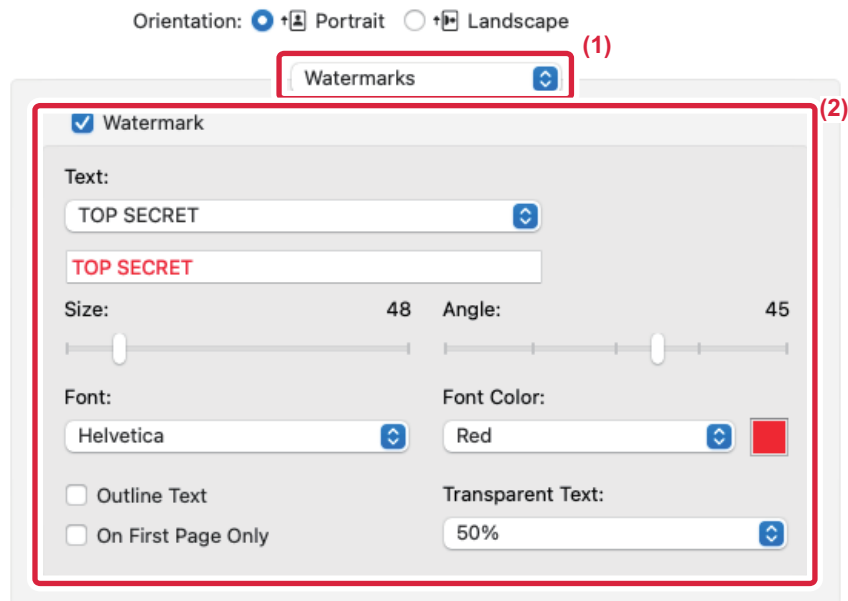 Orientation: Portrait Landscape
(1)
Watermarks
(2)
Watermark
Text:
TOP SECRET
TOP SECRET
Size: 48 Angle: 45
Font: Font Color:
Helvetica Red
Outline Text Transparent Text:
On First Page Only 50%